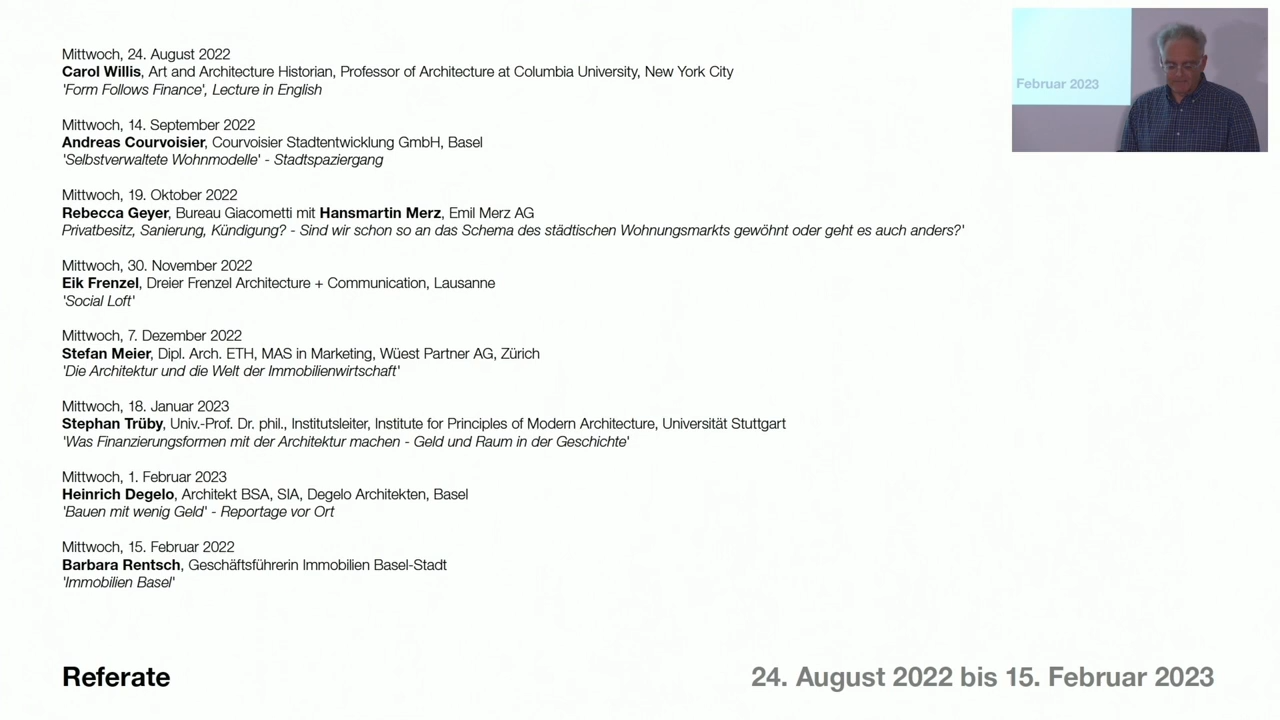 Mittwoch, 24. August 2022
Carol Willis, Art and Architecture Historian, Professor of Architecture at Columbia University, New York City
'Form Follows Finance', Lecture in English
Mittwoch, 14. September 2022
Andreas Courvoisier, Courvoisier Stadtentwicklung GmbH, Basel
'Selbstverwaltete Wohnmodelle' - Stadtspaziergang
Mittwoch, 19. Oktober 2022
Rebecca Geyer, Bureau Giacometti mit Hansmartin Merz, Emil Merz AG
Privatbesitz, Sanierung, Kündigung? - Sind wir schon so an das Schema des städtischen Wohnungsmarkts gewöhnt oder geht es auch anders?'
Mittwoch, 30. November 2022
Eik Frenzel, Dreier Frenzel Architecture + Communication, Lausanne
'Social Loft'
Mittwoch, 7. Dezember 2022
Stefan Meier, Dipl. Arch. ETH, MAS in Marketing, Wüest Partner AG, Zürich
'Die Architektur und die Welt der Immobilienwirtschaft'
Mittwoch, 18. Januar 2023
Stephan Trüby, Univ.-Prof. Dr. phil., Institutsleiter, Institute for Principles of Modern Architecture, Universität Stuttgart
'Was Finanzierungsformen mit der Architektur machen - Geld und Raum in der Geschichte'
Mittwoch, 1. Februar 2023
Heinrich Degelo, Architekt BSA, SIA, Degelo Architekten, Basel
'Bauen mit wenig Geld' - Reportage vor Ort
Mittwoch, 15. Februar 2022
Barbara Rentsch, Geschäftsführerin Immobilien Basel-Stadt
'Immobilien Basel'
Referate
24. August 2022 bis 15. Februar 2023
Februar 2023